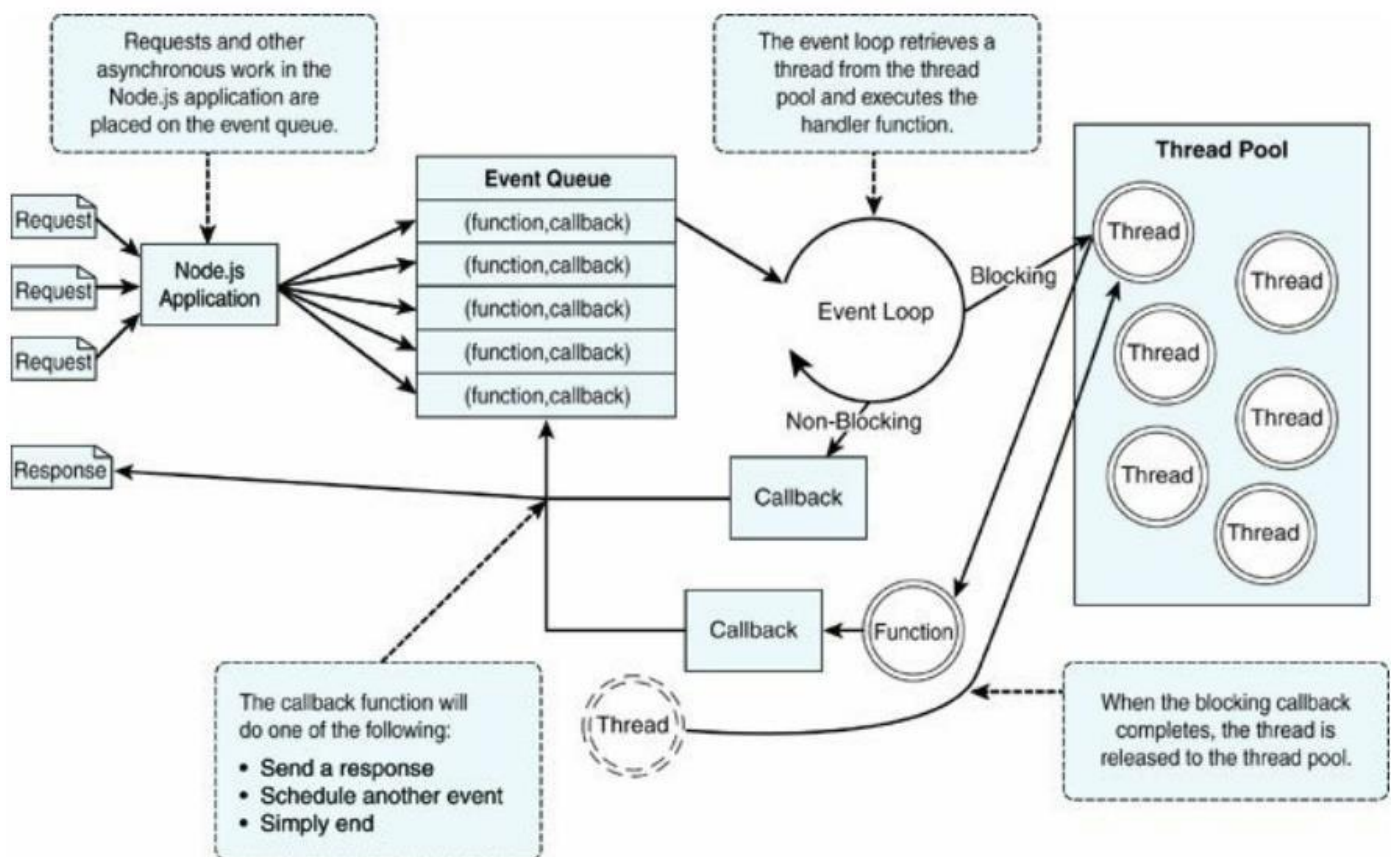 Requests and other
asynchronous work in the
Node.js application are
placed on the event queue.
The event loop retrieves a
thread from the thread
pool and executes the
handler function.
Thread Pool
Event Queue
(function,callback)
(function,callback)
(function,callback)
(function,callback)
(function,callback)
Request
Request
Request
Node.js
Application
Event Loop
Blocking
Non-Blocking
Thread
Thread
Thread
Thread
Thread
Thread
Response
Callback
Callback
Function
Thread
The callback function will
do one of the following:
• Send a response
• Schedule another event
• Simply end
When the blocking callback
completes, the thread is
released to the thread pool.